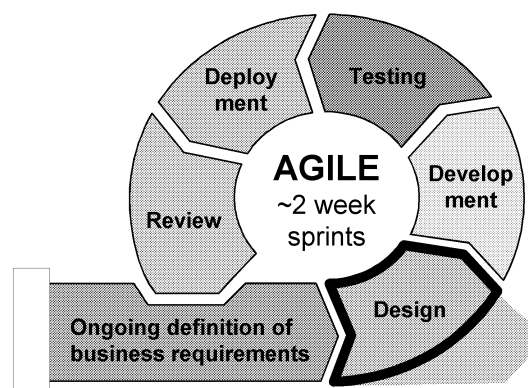 Deploy
ment
Testing
AGILE
~2 week
sprints
Develop
ment
Review
Design
Ongoing definition of
business requirements